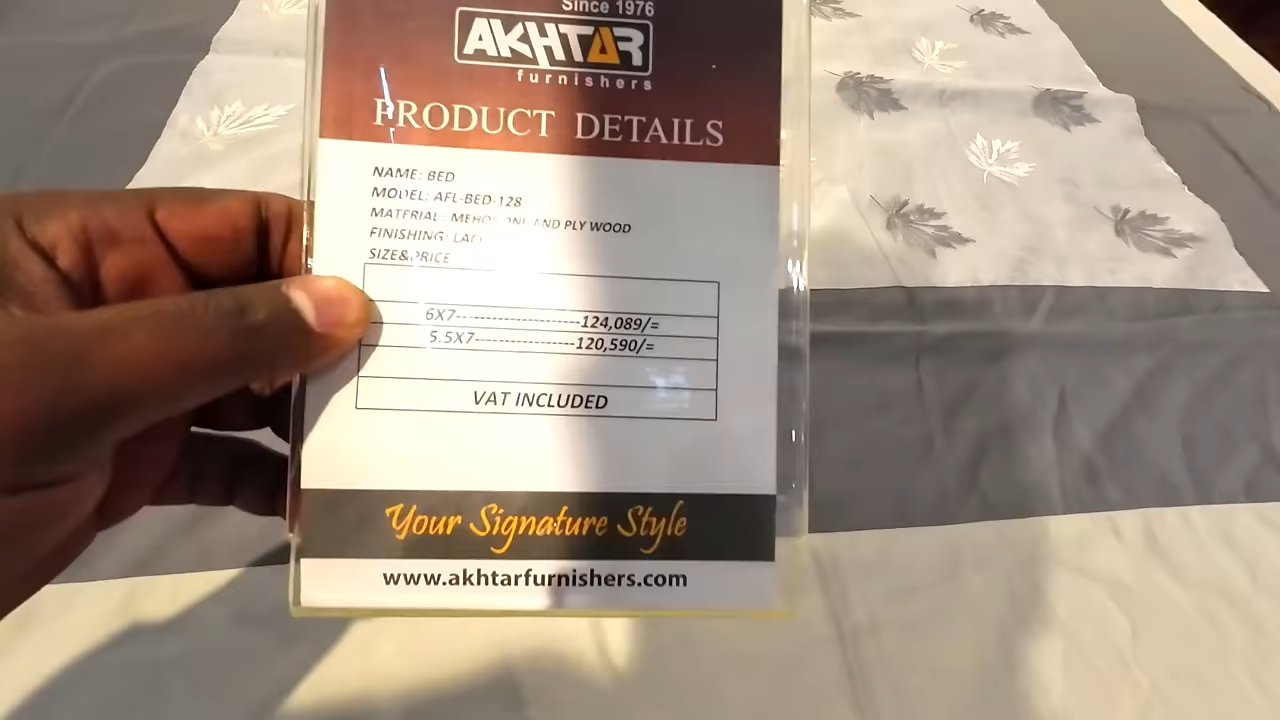 Since 1976
AKHTAR
furnishers
PRODUCT DETAILS
NAME: BED
MODEL: AFL-BED-128
MATERIAL : AND PLY WOOD
FINISHING:
SIZE&PRICE
6X7----------------------124,089/=
5.5X7------------------120,590/=
VAT INCLUDED
Your Signature Style
www.akhtarfurnishers.com